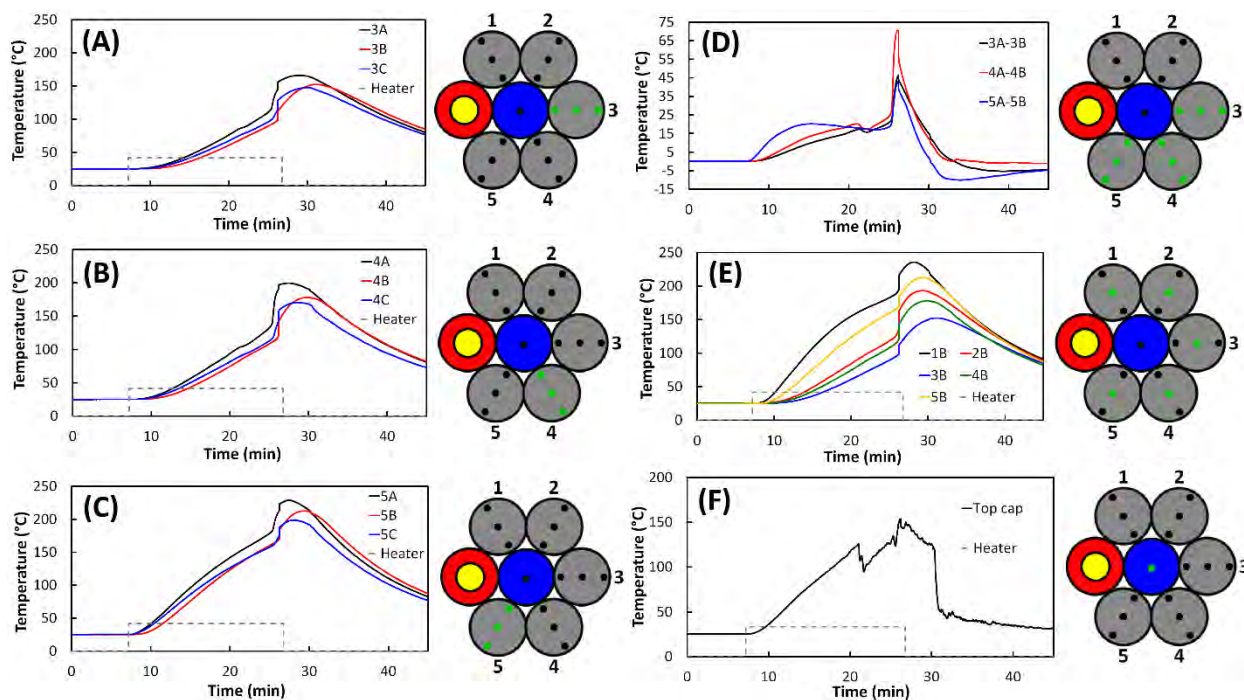 (A)
Temperature (°C)
250
200
150
100
50
0
0 10 20 30 40
Time (min)
3A
3B
3C
Heater
1 2
3
5 4
(B)
Temperature (°C)
250
200
150
100
50
0
0 10 20 30 40
Time (min)
4A
4B
4C
Heater
1 2
3
5 4
(C)
Temperature (°C)
250
200
150
100
50
0
0 10 20 30 40
Time (min)
5A
5B
5C
Heater
1 2
3
5 4
(D)
Temperature (°C)
75
65
55
45
35
25
15
5
-5
-15
0 10 20 30 40
Time (min)
3A-3B
4A-4B
5A-5B
1 2
3
5 4
(E)
Temperature (°C)
250
200
150
100
50
0
0 10 20 30 40
Time (min)
1B 2B
3B 4B
5B Heater
1 2
3
5 4
(F)
Temperature (°C)
200
150
100
50
0
0 10 20 30 40
Time (min)
Top cap
Heater
1 2
3
5 4